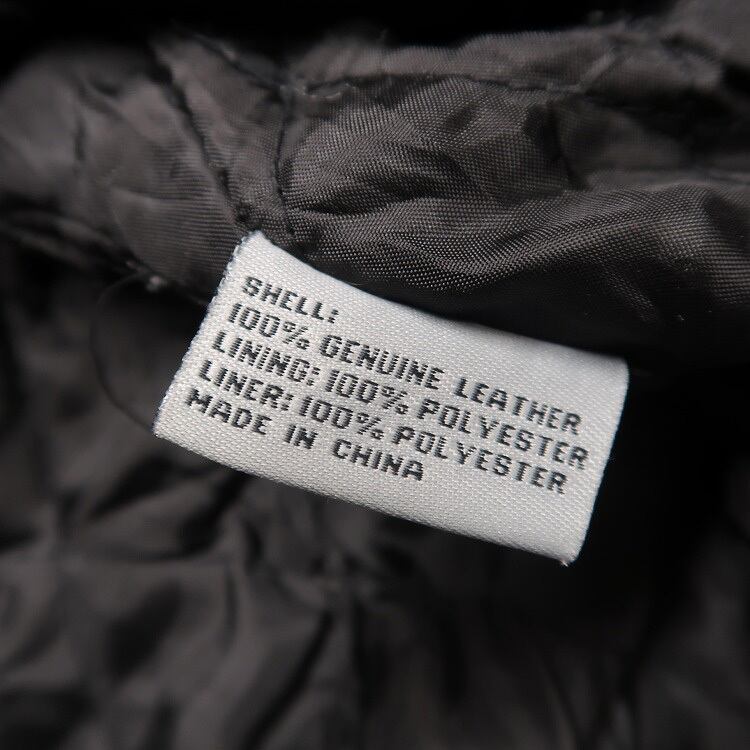 SHELL:
100% GENUINE LEATHER
LINING: 100% POLYESTER
LINER: 100% POLYESTER
MADE IN CHINA